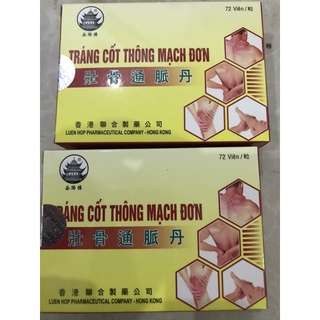 72 Viên/粒
TRÁNG CỐT THÔNG MẠCH ĐƠN
壯骨通脈丹
香港聯合製藥公司
LUEN HOP PHARMACEUTICAL COMPANY - HONG KONG
72 Viên/粒
TRÁNG CỐT THÔNG MẠCH ĐƠN
壯骨通脈丹
香港聯合製藥公司
LUEN HOP PHARMACEUTICAL COMPANY - HONG KONG